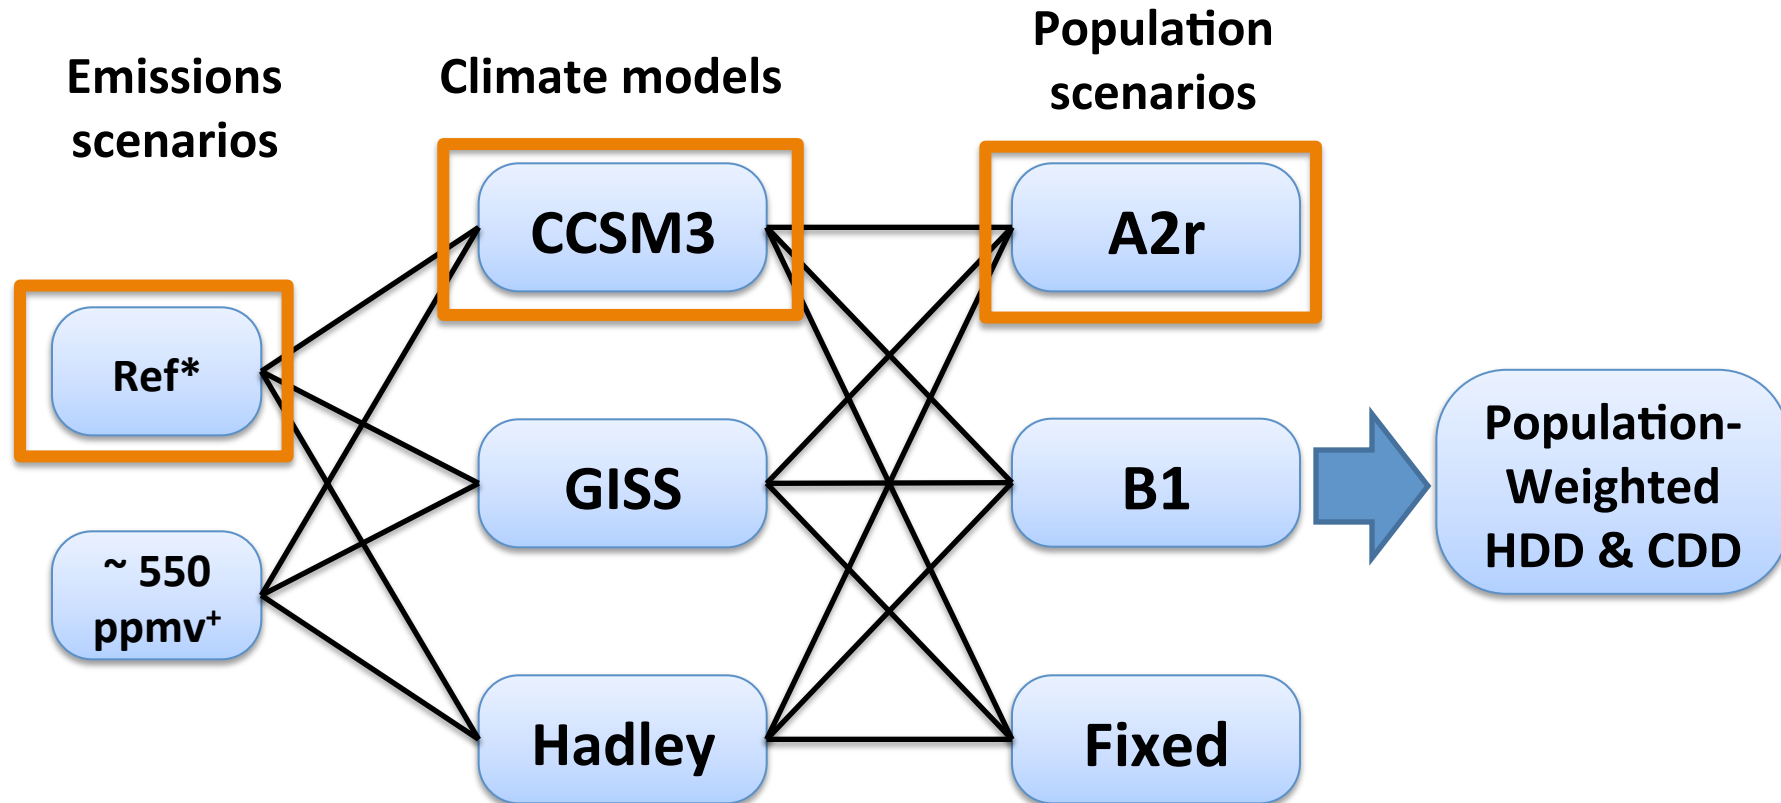 Emissions
scenarios
Climate models
Population
scenarios
Ref*
~ 550
ppmv⁺
CCSM3
GISS
Hadley
A2r
B1
Fixed
Population-
Weighted
HDD & CDD